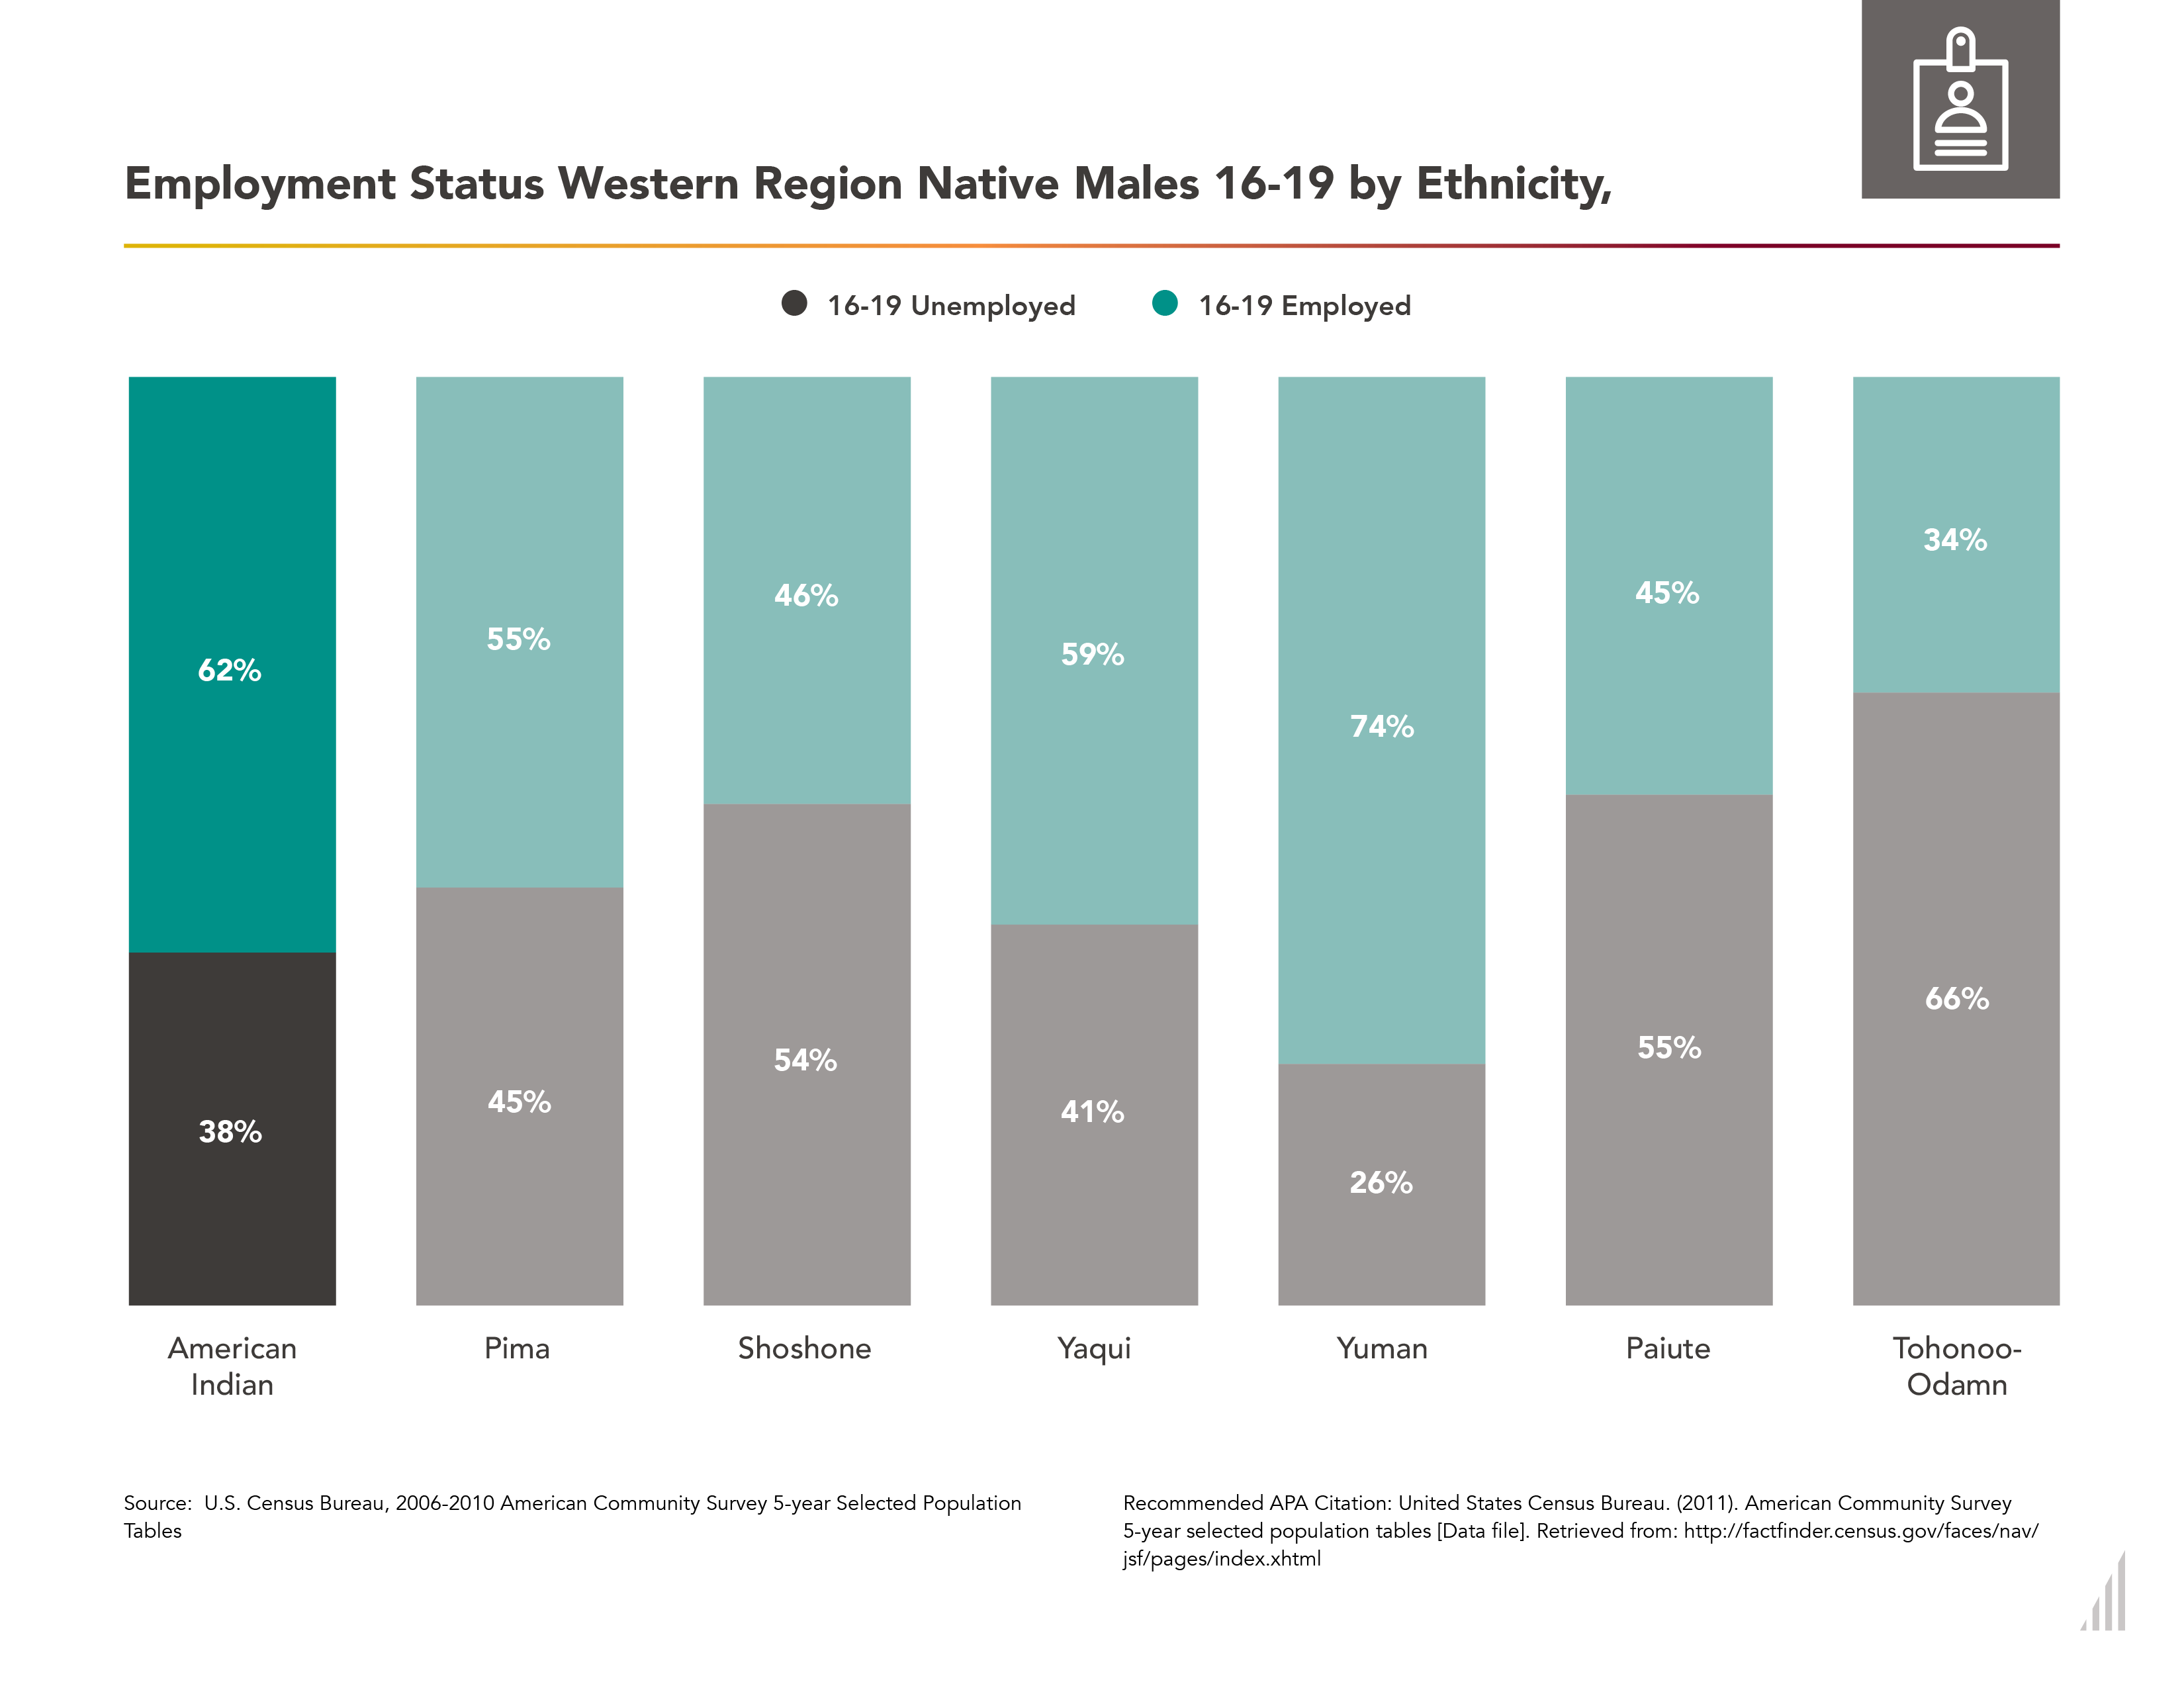 Employment Status Western Region Native Males 16-19 by Ethnicity,
16-19 Unemployed
16-19 Employed
62%
55%
46%
59%
74%
45%
34%
38%
45%
54%
41%
26%
55%
66%
American
Indian
Pima
Shoshone
Yaqui
Yuman
Paiute
Tohonoo-
Odamn
Source:  U.S. Census Bureau, 2006-2010 American Community Survey 5-year Selected Population
Tables
Recommended APA Citation: United States Census Bureau. (2011). American Community Survey
5-year selected population tables [Data file]. Retrieved from: http://factfinder.census.gov/faces/nav/
jsf/pages/index.xhtml